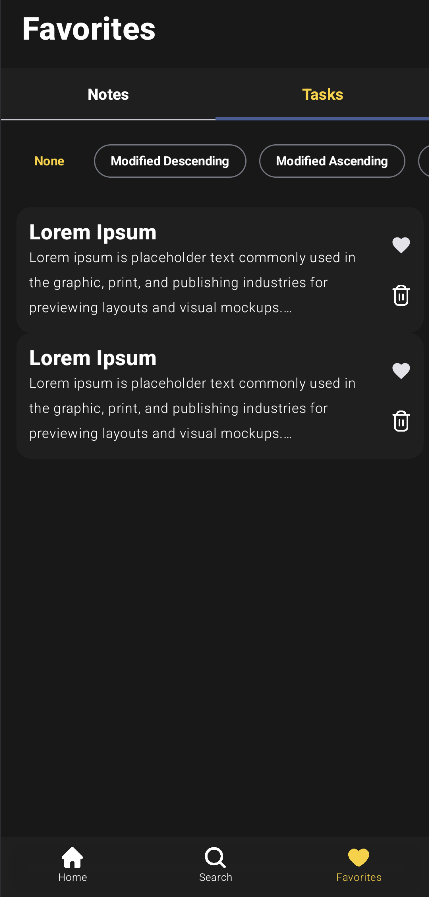 Favorites
Notes Tasks
None Modified Descending Modified Ascending
Lorem Ipsum
Lorem ipsum is placeholder text commonly used in
the graphic, print, and publishing industries for
previewing layouts and visual mockups....
Lorem Ipsum
Lorem ipsum is placeholder text commonly used in
the graphic, print, and publishing industries for
previewing layouts and visual mockups....
Home Search Favorites